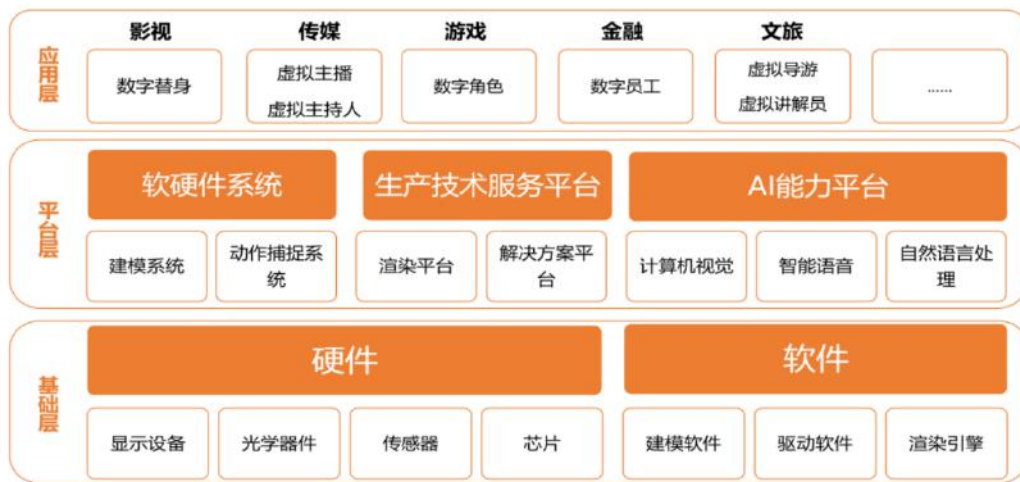 影视 传媒 游戏 金融 文旅
应用层
数字替身
虚拟主播
虚拟主持人
数字角色
数字员工
虚拟导游
虚拟讲解员
......
平台层
软硬件系统
生产技术服务平台
AI能力平台
建模系统
动作捕捉系
统
渲染平台
解决方案平
台
计算机视觉
智能语音
自然语言处
理
基础层
硬件
软件
显示设备
光学器件
传感器
芯片
建模软件
驱动软件
渲染引擎